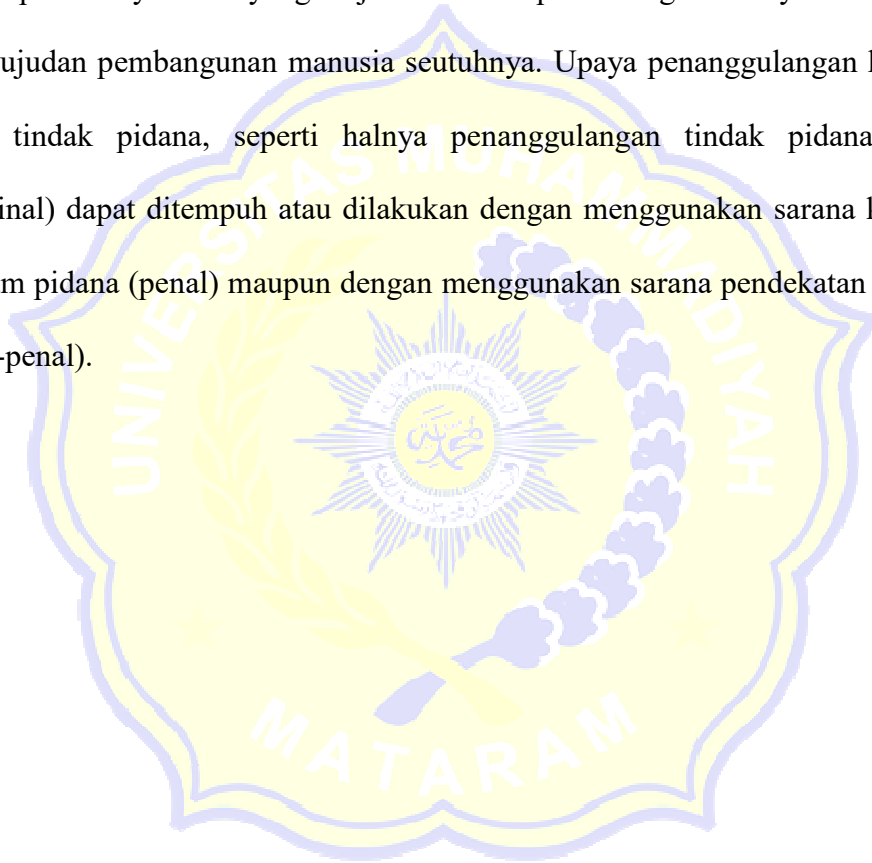 ujudan pembangunan manusia seutuhnya. Upaya penanggulangan
tindak pidana, seperti halnya penanggulangan tindak pidana
inal) dapat ditempuh atau dilakukan dengan menggunakan sarana
m pidana (penal) maupun dengan menggunakan sarana pendekatan
-penal).
UNIVERSITAS MUHAMMADIYAH
MATARAM